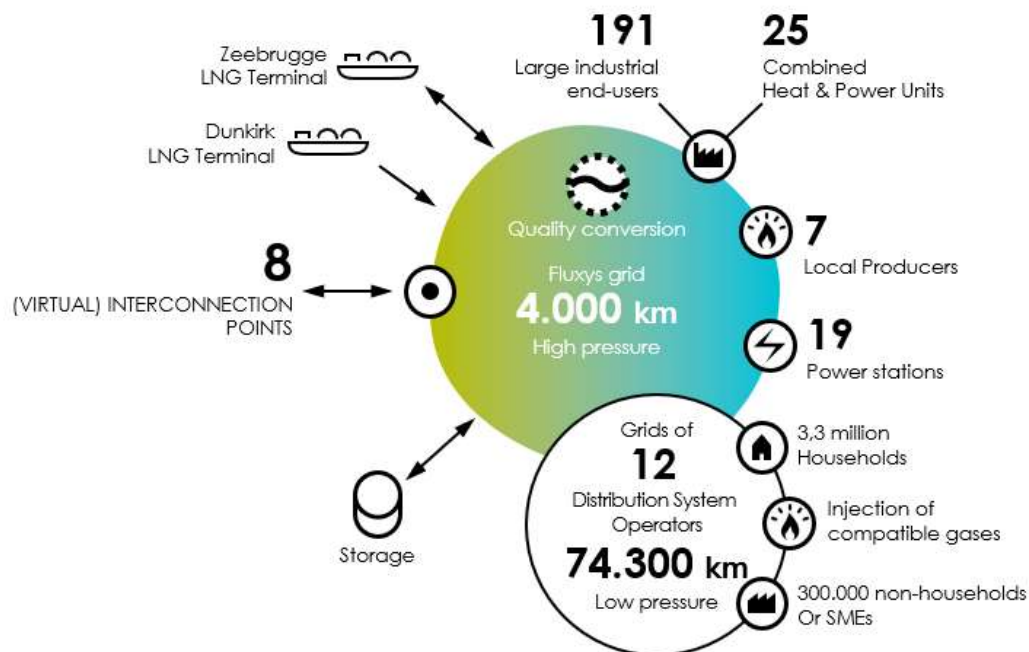 Zeebrugge
LNG Terminal
Dunkirk
LNG Terminal
8
(VIRTUAL) INTERCONNECTION
POINTS
Storage
191
Large industrial
end-users
25
Combined
Heat & Power Units
Quality conversion
Fluxys grid
4.000 km
High pressure
7
Local Producers
19
Power stations
Grids of
12
Distribution System
Operators
74.300 km
Low pressure
3,3 million
Households
Injection of
compatible gases
300.000 non-households
Or SMEs